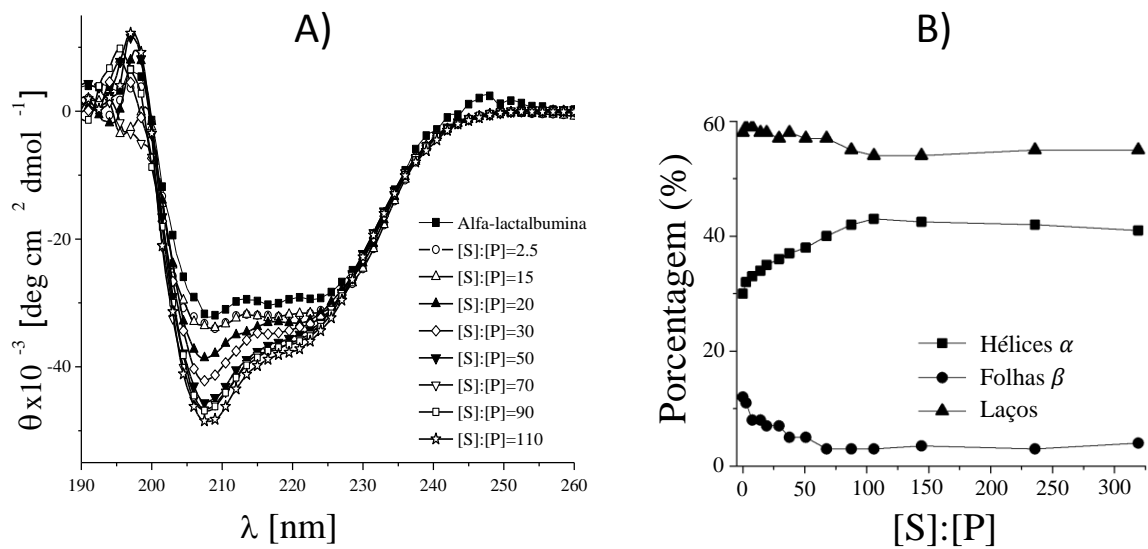 A)
0
-20
-40
190 200 210 220 230 240 250 260
λ [nm]
θx10 -3 [deg cm 2 dmol -1]
Alfa-lactalbumina
[S]:[P]=2.5
[S]:[P]=15
[S]:[P]=20
[S]:[P]=30
[S]:[P]=50
[S]:[P]=70
[S]:[P]=90
[S]:[P]=110
B)
60
40
20
0
0 50 100 150 200 250 300
[S]:[P]
Porcentagem (%)
Hélices α
Folhas β
Laços